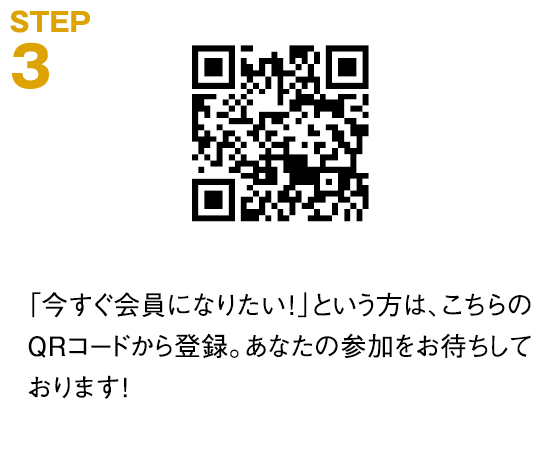 STEP
3
「今すぐ会員になりたい!」という方は、こちらの
QRコードから登録。あなたの参加をお待ちして
おります!